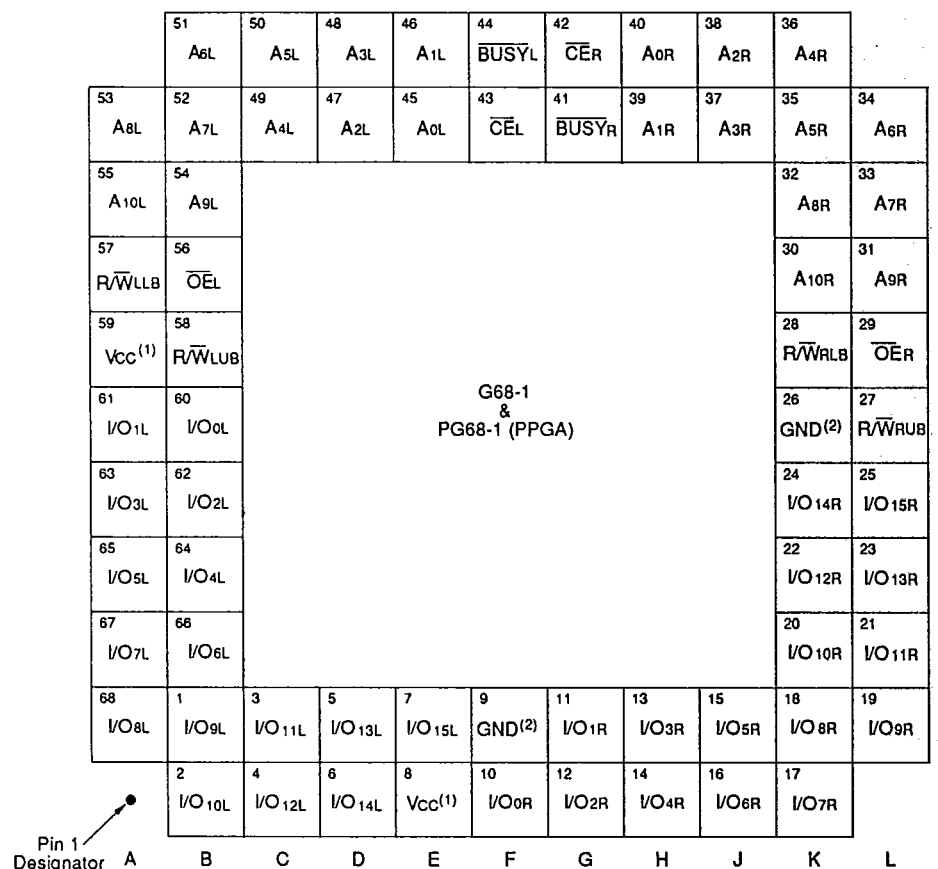 51 50 48 46 44 42 40 38 36
A6L A5L A3L A1L BUSYL CER A0R A2R A4R
53 52 49 47 45 43 41 39 37 35 34
A8L A7L A4L A2L A0L CEL BUSYR A1R A3R A5R A6R
55 54 32 33
A10L A9L A8R A7R
57 56 30 31
R/WLLB OEL A10R A9R
59 58 28 29
VCC(1) R/WLUB R/WRLB OER
61 60 26 27
I/O1L I/O0L GND(2) R/WRUB
G68-1
&
PG68-1 (PPGA)
63 62 24 25
I/O3L I/O2L I/O14R I/O15R
65 64 22 23
I/O5L I/O4L I/O12R I/O13R
67 66 20 21
I/O7L I/O6L I/O10R I/O11R
68 1 3 5 7 9 11 13 15 18 19
I/O8L I/O9L I/O11L I/O13L I/O15L GND(2) I/O1R I/O3R I/O5R I/O8R I/O9R
2 4 6 8 10 12 14 16 17
I/O10L I/O12L I/O14L VCC(1) I/O0R I/O2R I/O4R I/O6R I/O7R
Pin 1
Designator
A B C D E F G H J K L